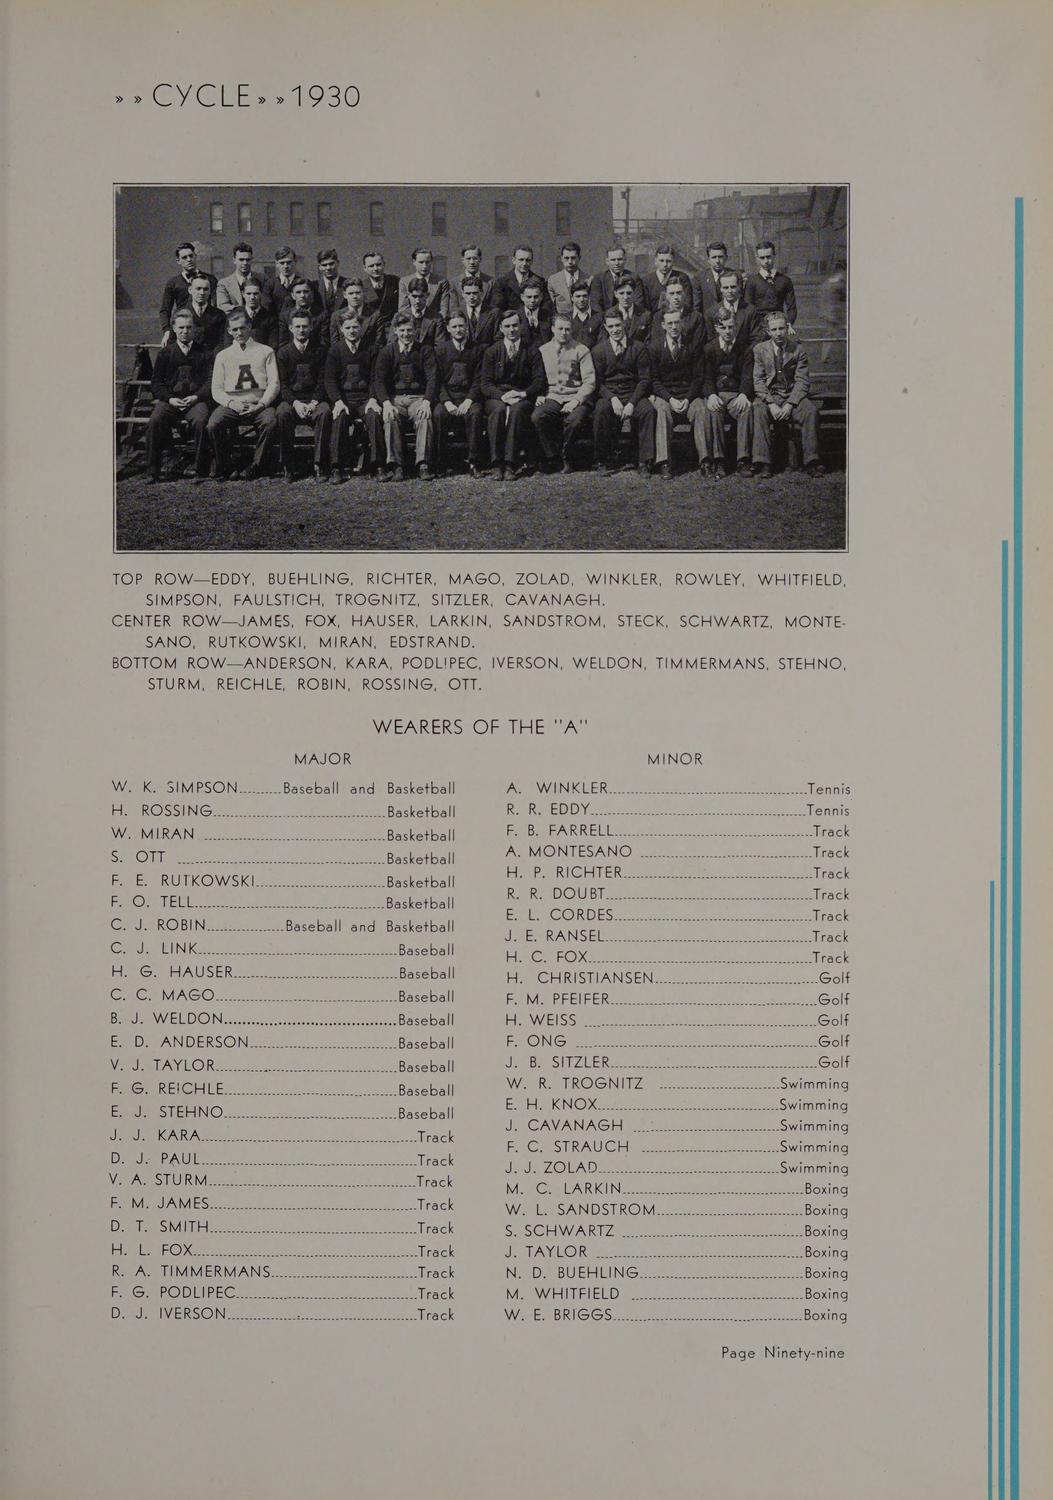 » » CYCLE » » 1930
A
A
TOP ROW—EDDY, BUEHLING, RICHTER, MAGO, ZOLAD, WINKLER, ROWLEY, WHITFIELD,
SIMPSON, FAULSTICH, TROGNITZ, SITZLER, CAVANAGH.
CENTER ROW—JAMES, FOX, HAUSER, LARKIN, SANDSTROM, STECK, SCHWARTZ, MONTE-
SANO, RUTKOWSKI, MIRAN, EDSTRAND.
BOTTOM ROW—ANDERSON, KARA, PODLIPEC, IVERSON, WELDON, TIMMERMANS, STEHNO,
STURM, REICHLE, ROBIN, ROSSING, OTT.
WEARERS OF THE "A"
MAJOR
W. K. SIMPSON Baseball and Basketball
H. ROSSING Basketball
W. MIRAN Basketball
S. OTT Basketball
F. E. RUTKOWSKI Basketball
F. O. TELL Basketball
C. J. ROBIN Baseball and Basketball
C. J. LINK Baseball
H. G. HAUSER Baseball
C. C. MAGO Baseball
B. J. WELDON Baseball
E. D. ANDERSON Baseball
V. J. TAYLOR Baseball
F. G. REICHLE Baseball
E. J. STEHNO Baseball
J. J. KARA Track
D. J. PAUL Track
V. A. STURM Track
F. M. JAMES Track
D. T. SMITH Track
H. L. FOX Track
R. A. TIMMERMANS Track
F. G. PODLIPEC Track
D. J. IVERSON Track
MINOR
A. WINKLER Tennis
R. R. EDDY Tennis
F. B. FARRELL Track
A. MONTESANO Track
H. P. RICHTER Track
R. R. DOUBT Track
E. L. CORDES Track
J. E. RANSEL Track
H. C. FOX Track
H. CHRISTIANSEN Golf
F. M. PFEIFER Golf
H. WEISS Golf
F. ONG Golf
J. B. SITZLER Golf
W. R. TROGNITZ Swimming
E. H. KNOX Swimming
J. CAVANAGH Swimming
F. C. STRAUCH Swimming
J. J. ZOLAD Swimming
M. C. LARKIN Boxing
W. L. SANDSTROM Boxing
S. SCHWARTZ Boxing
J. TAYLOR Boxing
N. D. BUEHLING Boxing
M. WHITFIELD Boxing
W. E. BRIGGS Boxing
Page Ninety-nine